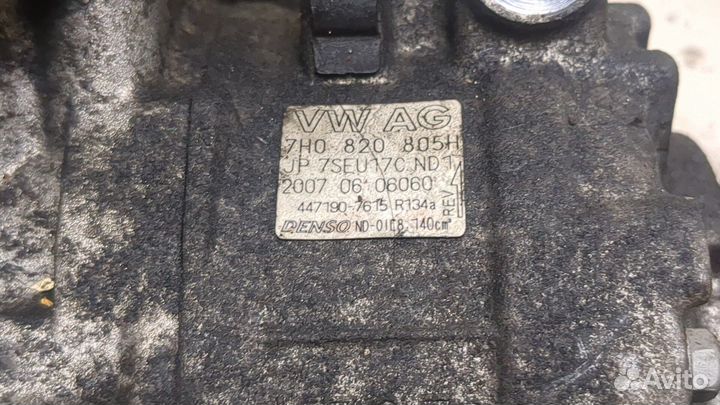 VW AG
7H0 820 805H
JP 7SEU17C ND1
2007 06 06060
REV
447190-7615 R134a
DENSO ND-OIL8 140cm³
Avito